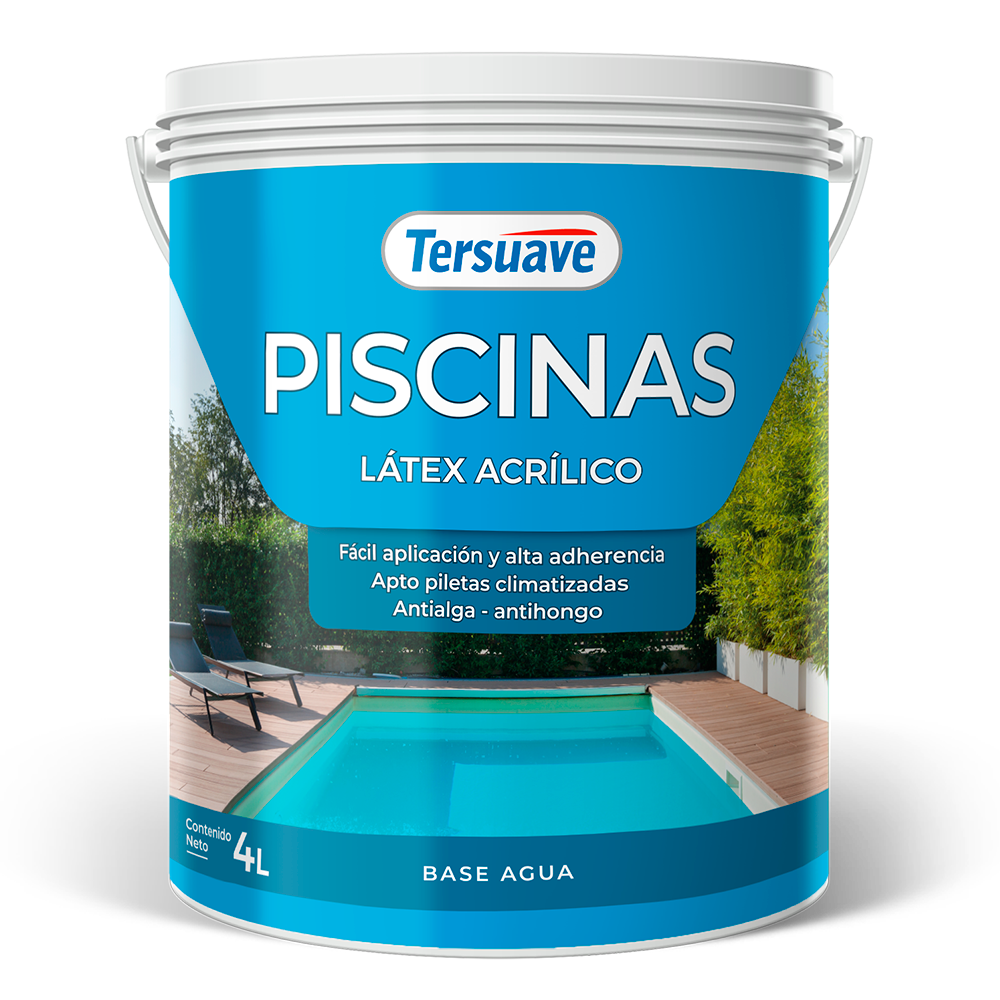 Tersuave
PISCINAS
LÁTEX ACRÍLICO
Fácil aplicación y alta adherencia
Apto piletas climatizadas
Antialga - antihongo
Contenido
Neto
4L
BASE AGUA